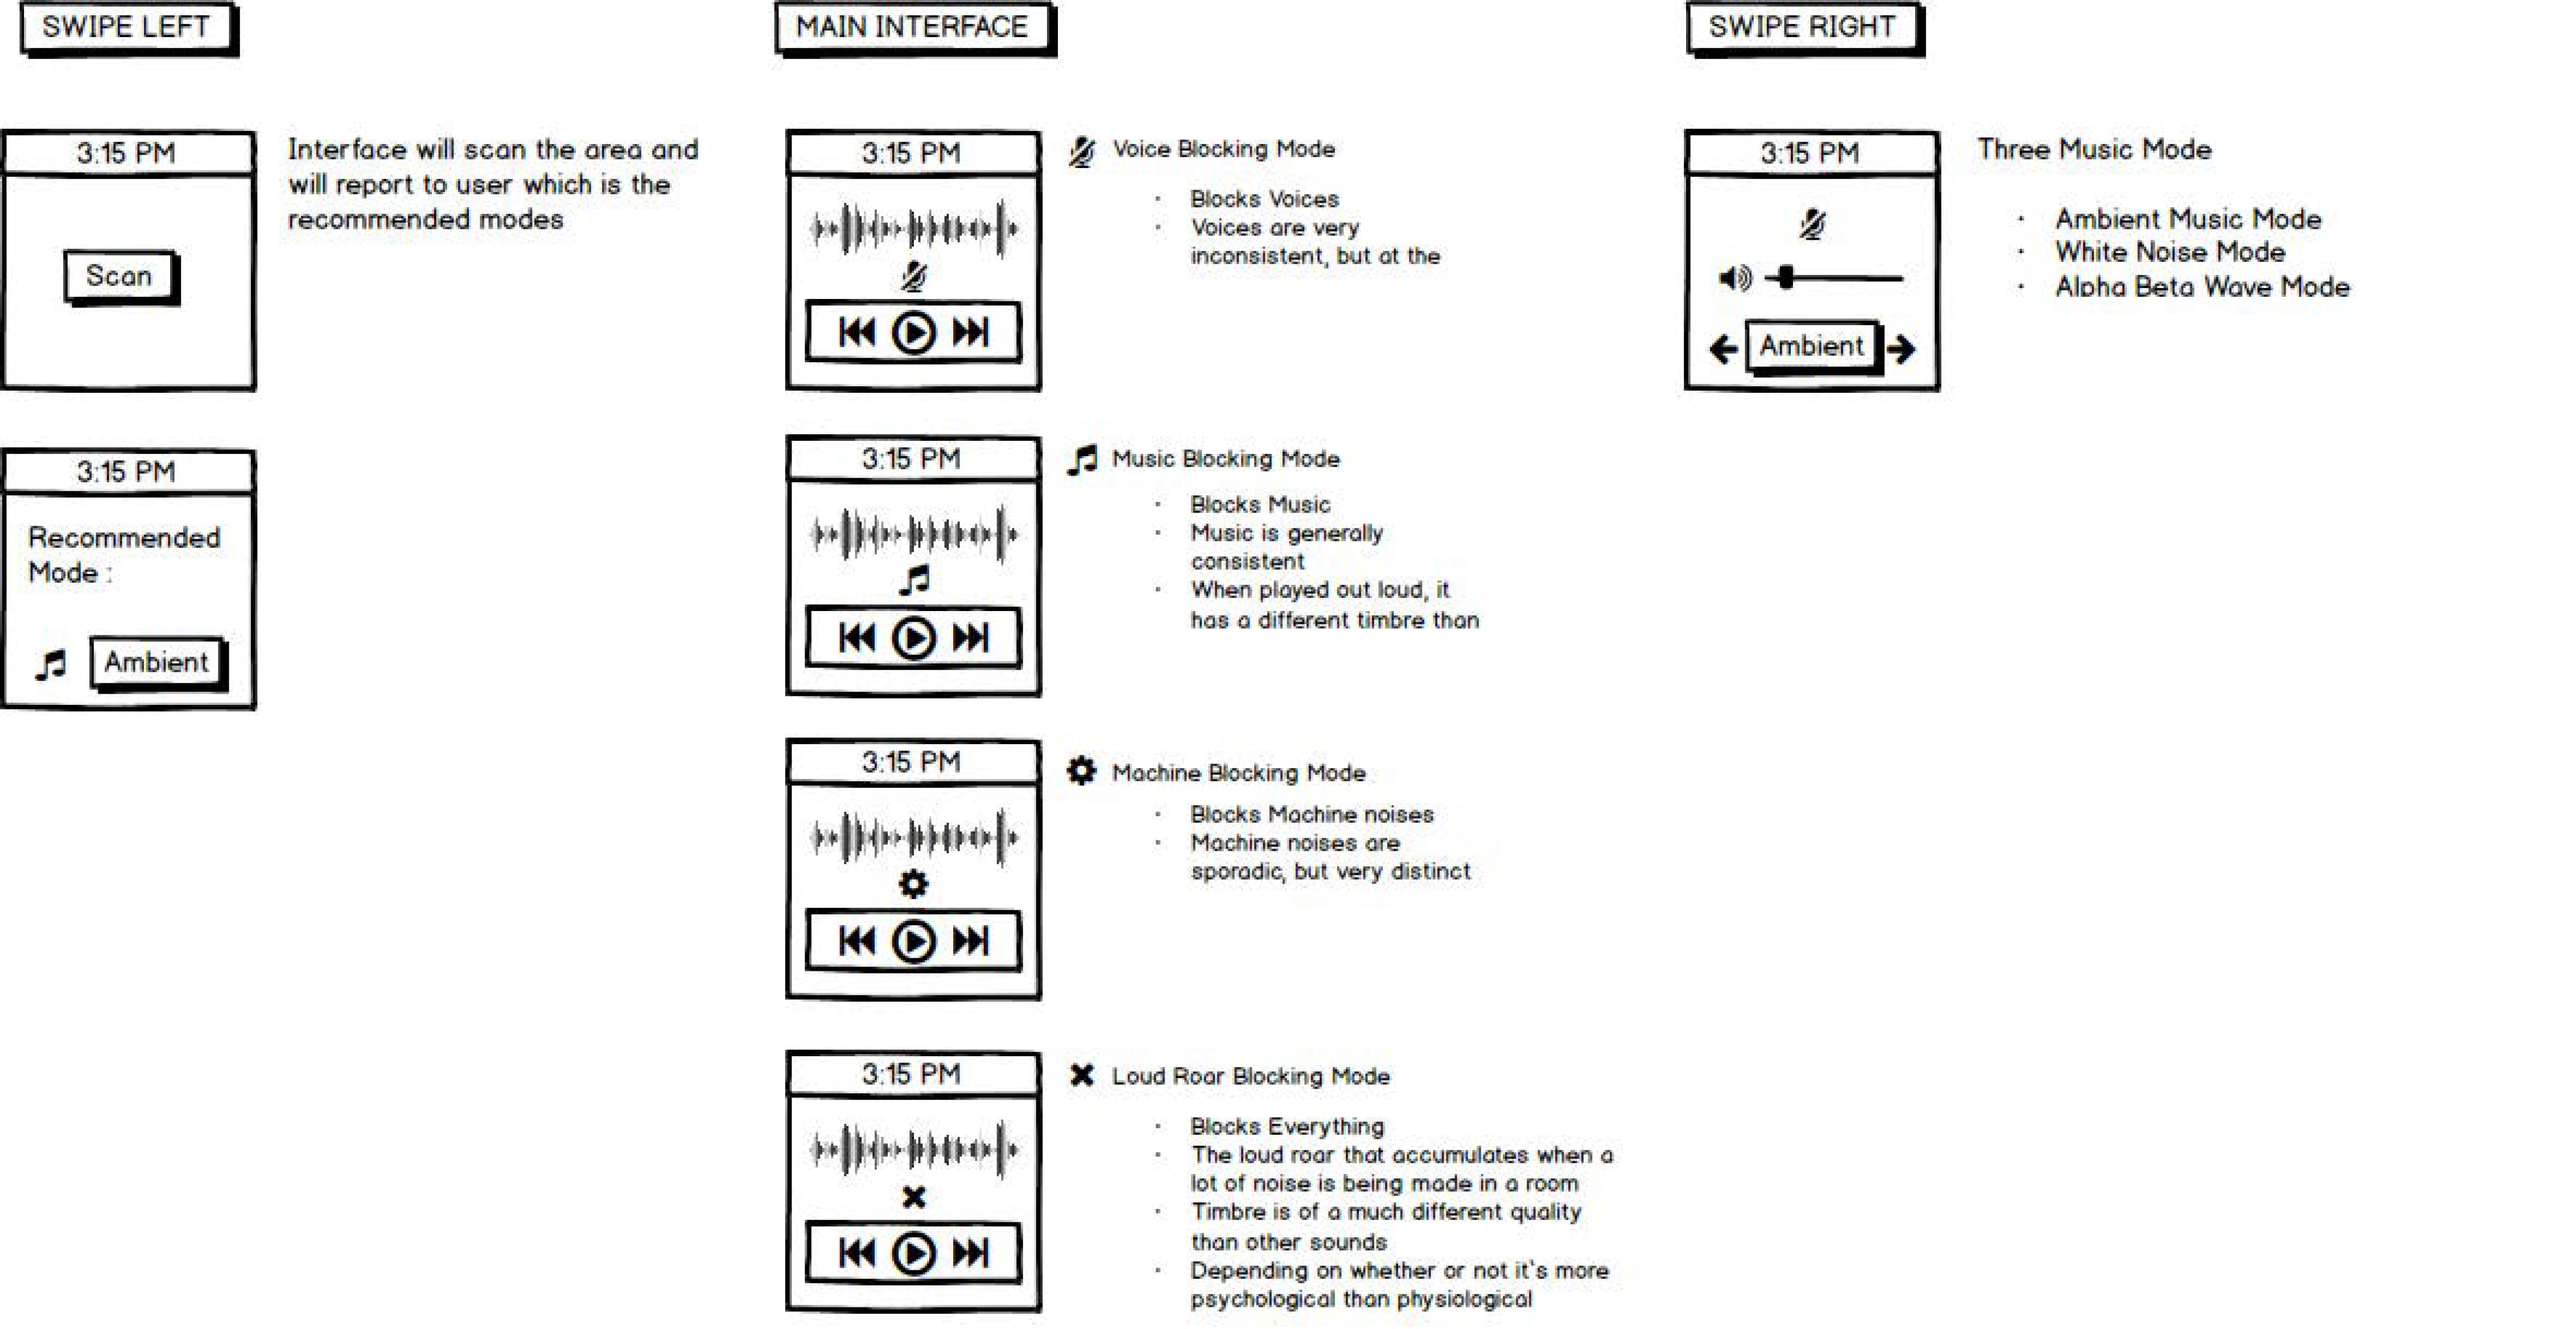 SWIPE LEFT
3:15 PM
Scan
Interface will scan the area and
will report to user which is the
recommended modes
3:15 PM
Recommended
Mode :
Ambient
MAIN INTERFACE
3:15 PM
Voice Blocking Mode
· Blocks Voices
· Voices are very
inconsistent, but at the
3:15 PM
Music Blocking Mode
· Blocks Music
· Music is generally
consistent
· When played out loud, it
has a different timbre than
3:15 PM
Machine Blocking Mode
· Blocks Machine noises
· Machine noises are
sporadic, but very distinct
3:15 PM
Loud Roar Blocking Mode
· Blocks Everything
· The loud roar that accumulates when a
lot of noise is being made in a room
· Timbre is of a much different quality
than other sounds
· Depending on whether or not it's more
psychological than physiological
SWIPE RIGHT
3:15 PM
Ambient
Three Music Mode
· Ambient Music Mode
· White Noise Mode
· Alpha Beta Wave Mode